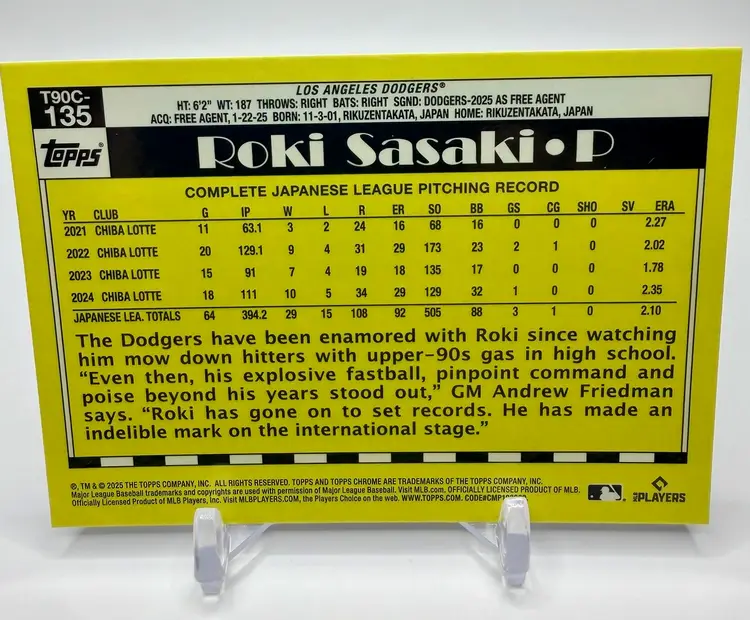 T90C-
135
LOS ANGELES DODGERS®
HT: 6'2" WT: 187 THROWS: RIGHT BATS: RIGHT SGND: DODGERS-2025 AS FREE AGENT
ACQ: FREE AGENT, 1-22-25 BORN: 11-3-01, RIKUZENTAKATA, JAPAN HOME: RIKUZENTAKATA, JAPAN
TOPPS®
Roki Sasaki • P
COMPLETE JAPANESE LEAGUE PITCHING RECORD
YR CLUB G IP W L R ER SO BB GS CG SHO SV ERA
2021 CHIBA LOTTE 11 63.1 3 2 24 16 68 16 0 0 0 2.27
2022 CHIBA LOTTE 20 129.1 9 4 31 29 173 23 2 1 0 2.02
2023 CHIBA LOTTE 15 91 7 4 19 18 135 17 0 0 0 1.78
2024 CHIBA LOTTE 18 111 10 5 34 29 129 32 1 0 0 2.35
JAPANESE LEA. TOTALS 64 394.2 29 15 108 92 505 88 3 1 0 2.10
The Dodgers have been enamored with Roki since watching
him mow down hitters with upper-90s gas in high school.
“Even then, his explosive fastball, pinpoint command and
poise beyond his years stood out,” GM Andrew Friedman
says. “Roki has gone on to set records. He has made an
indelible mark on the international stage.”
®, TM & © 2025 THE TOPPS COMPANY, INC. ALL RIGHTS RESERVED. TOPPS AND TOPPS CHROME ARE TRADEMARKS OF THE TOPPS COMPANY, INC.
Major League Baseball trademarks and copyrights are used with permission of Major League Baseball. Visit MLB.com. OFFICIALLY LICENSED PRODUCT OF MLB.
Officially Licensed Product of MLB Players, Inc. Visit MLBPLAYERS.COM, the Players Choice on the web. WWW.TOPPS.COM.
PLAYERS